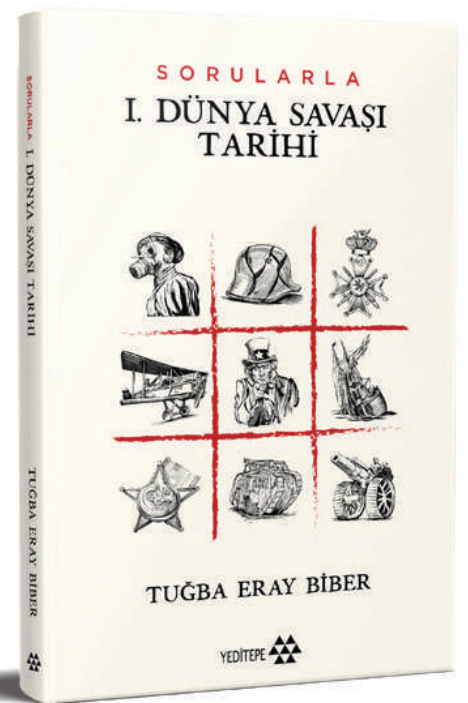 SORULARLA
I. DÜNYA SAVAŞI
TARİHİ
TUĞBA ERAY BİBER
YEDİTEPE
SORULARLA I. DÜNYA SAVAŞI TARİHİ
TUĞBA ERAY BİBER